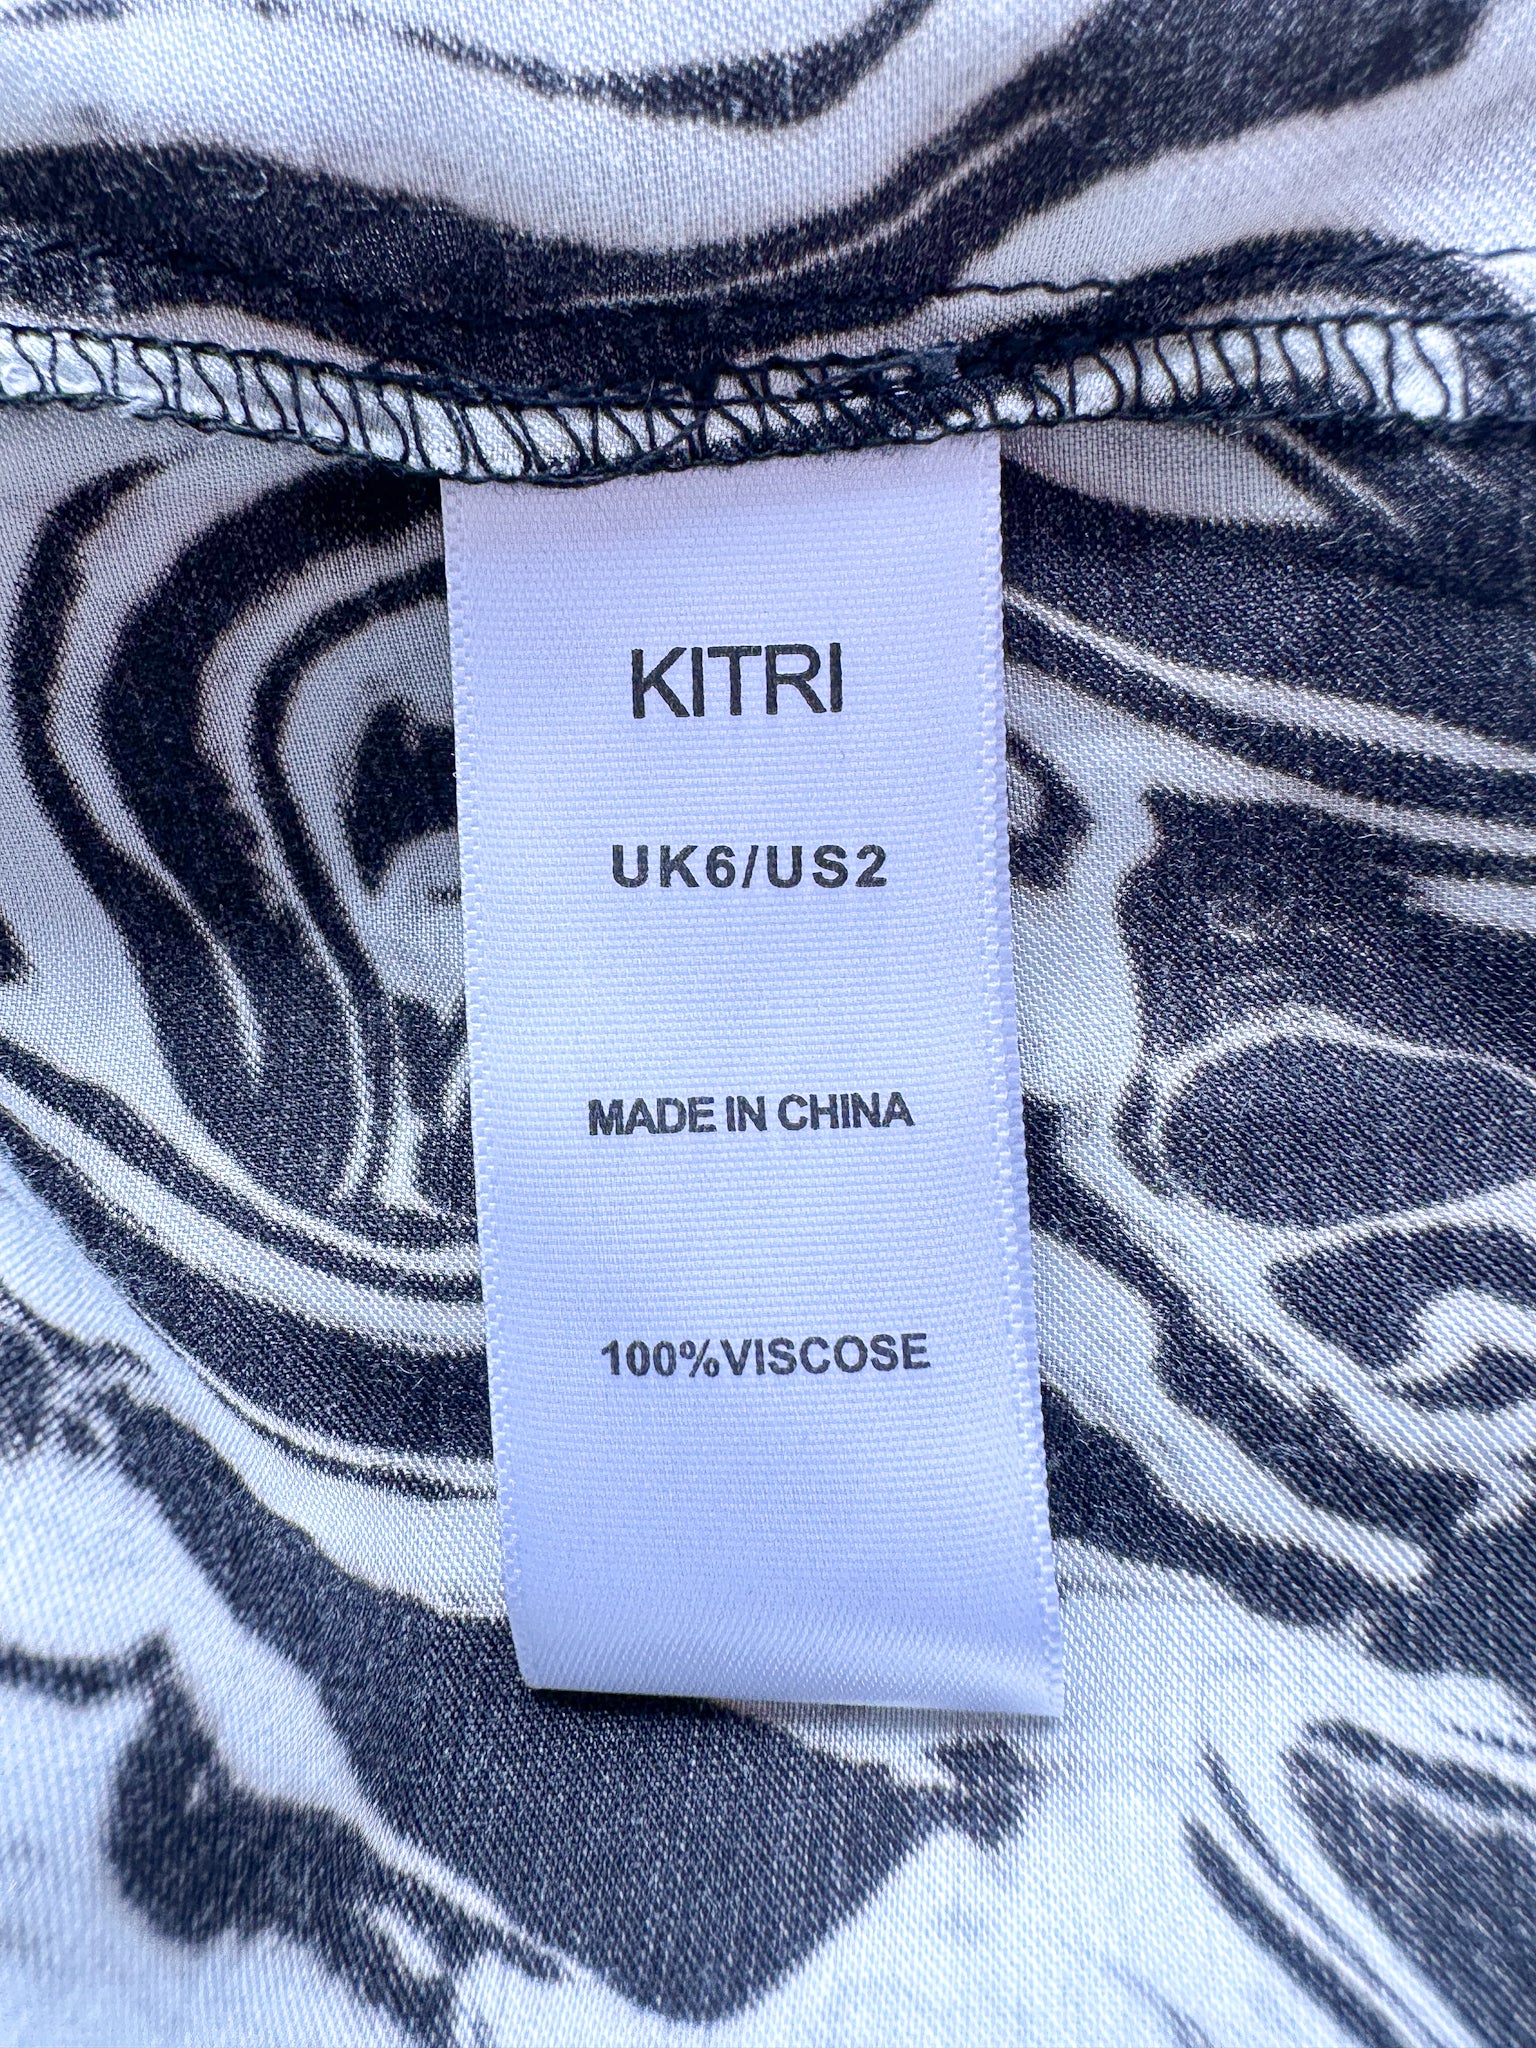 KITRI
UK6/US2
MADE IN CHINA
100%VISCOSE